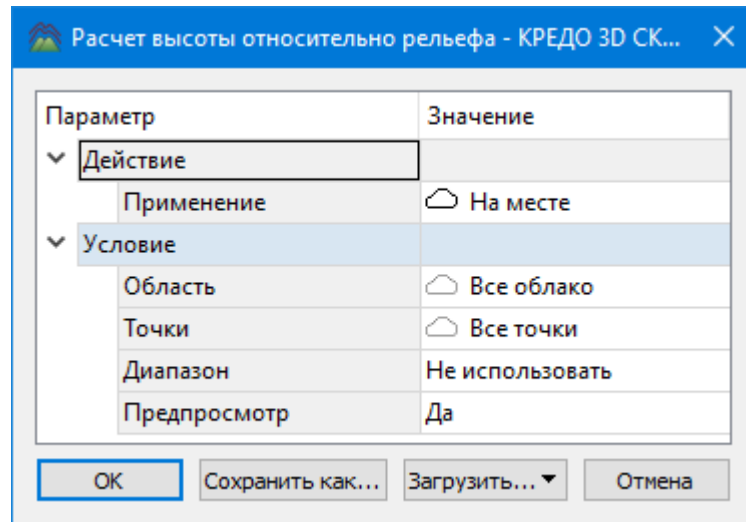 Расчет высоты относительно рельефа - КРЕДО 3D СК...
Параметр Значение
Действие
Применение На месте
Условие
Область Все облако
Точки Все точки
Диапазон Не использовать
Предпросмотр Да
ОК Сохранить как... Загрузить... Отмена